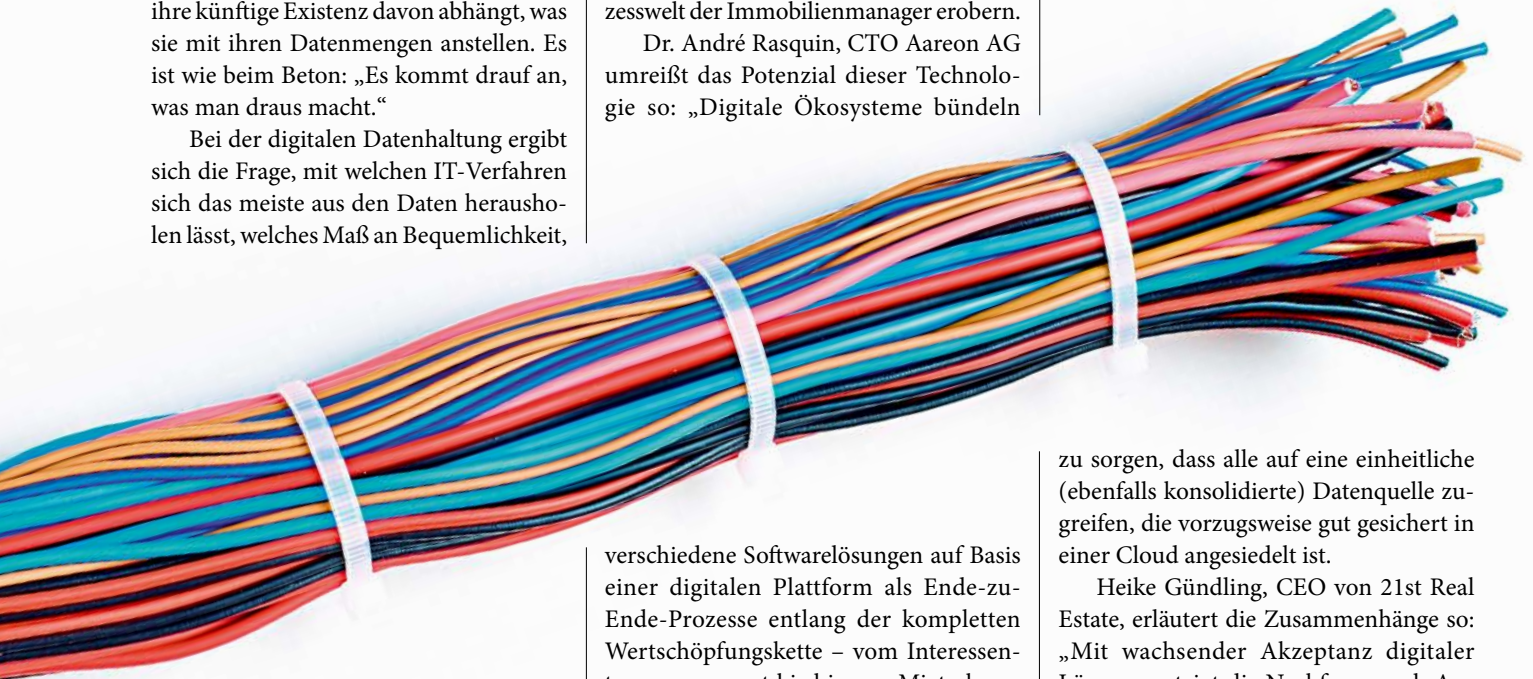 ihre künftige Existenz davon abhängt, was
sie mit ihren Datenmengen anstellen. Es
ist wie beim Beton: „Es kommt drauf an,
was man draus macht.“
Bei der digitalen Datenhaltung ergibt
sich die Frage, mit welchen IT-Verfahren
sich das meiste aus den Daten herausho-
len lässt, welches Maß an Bequemlichkeit,
zesswelt der Immobilienmanager erobern.
Dr. André Rasquin, CTO Aareon AG
umreißt das Potenzial dieser Technolo-
gie so: „Digitale Ökosysteme bündeln
verschiedene Softwarelösungen auf Basis
einer digitalen Plattform als Ende-zu-
Ende-Prozesse entlang der kompletten
Wertschöpfungskette – vom Interessen-
zu sorgen, dass alle auf eine einheitliche
(ebenfalls konsolidierte) Datenquelle zu-
greifen, die vorzugsweise gut gesichert in
einer Cloud angesiedelt ist.
Heike Gündling, CEO von 21st Real
Estate, erläutert die Zusammenhänge so:
„Mit wachsender Akzeptanz digitaler